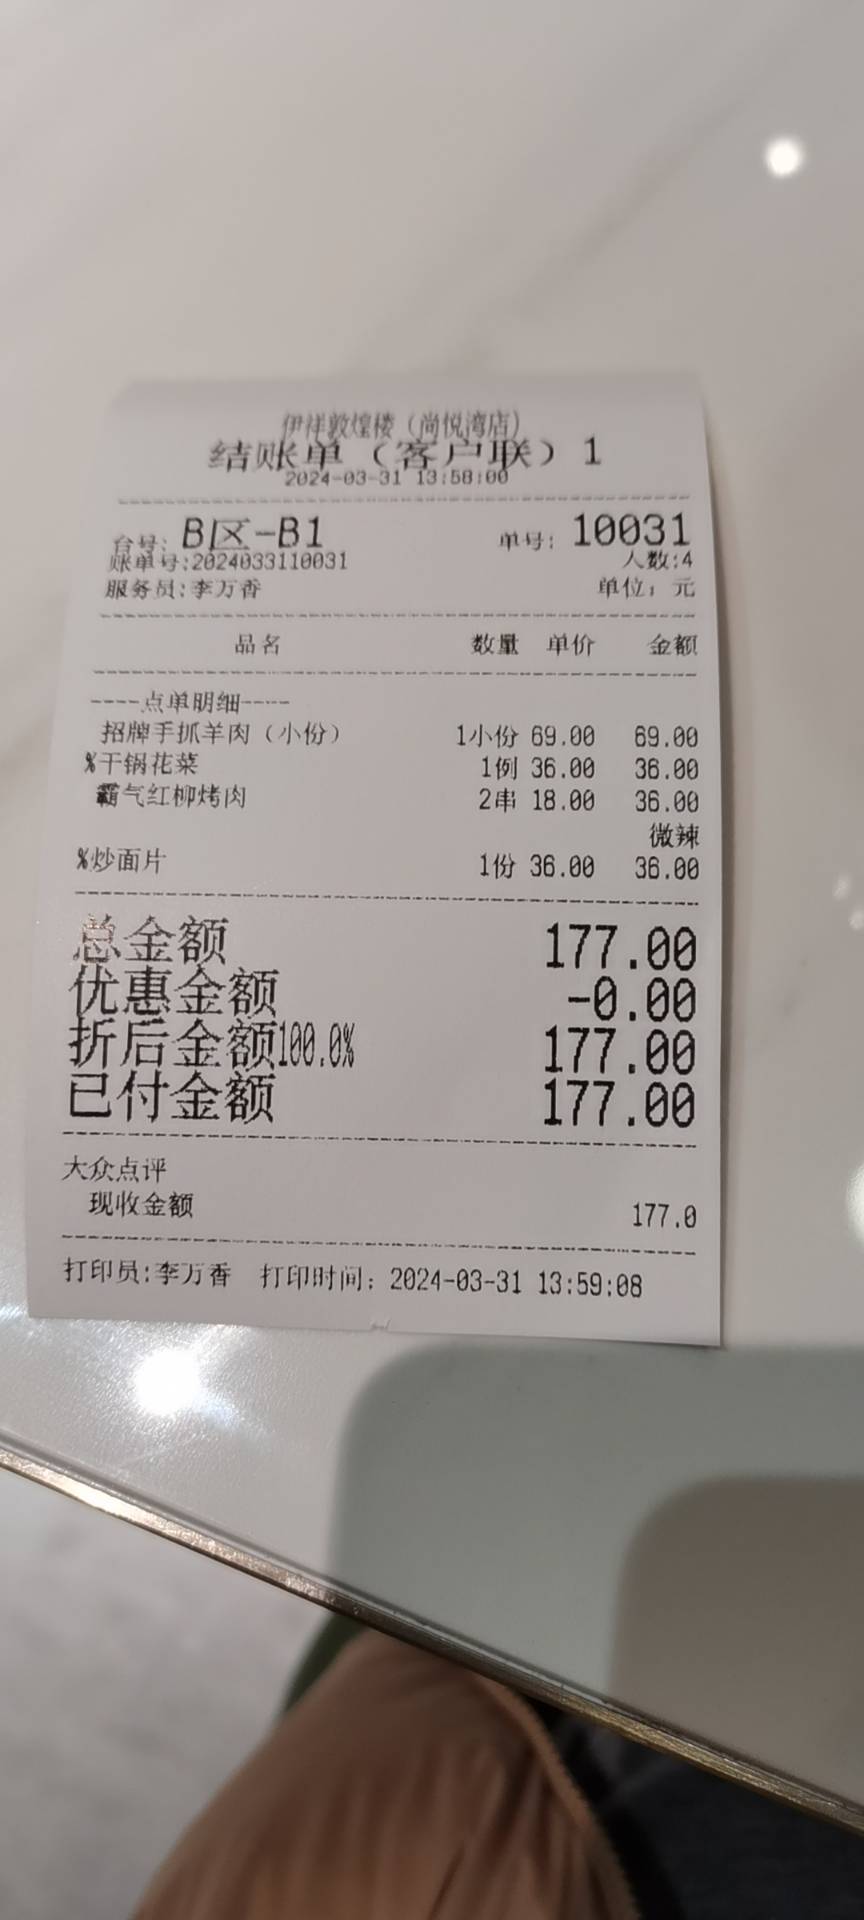 伊祥敦煌楼（尚悦湾店）
结账单（客户联）1
2024-03-31 13:58:00
台号: B区-B1 单号: 10031
账单号:2024033110031 人数:4
服务员:李万香 单位: 元
品名 数量 单价 金额
----点单明细----
招牌手抓羊肉（小份） 1小份 69.00 69.00
%干锅花菜 1例 36.00 36.00
霸气红柳烤肉 2串 18.00 36.00
微辣
%炒面片 1份 36.00 36.00
总金额 177.00
优惠金额 -0.00
折后金额100.0% 177.00
已付金额 177.00
大众点评
现收金额 177.0
打印员:李万香 打印时间: 2024-03-31 13:59:08